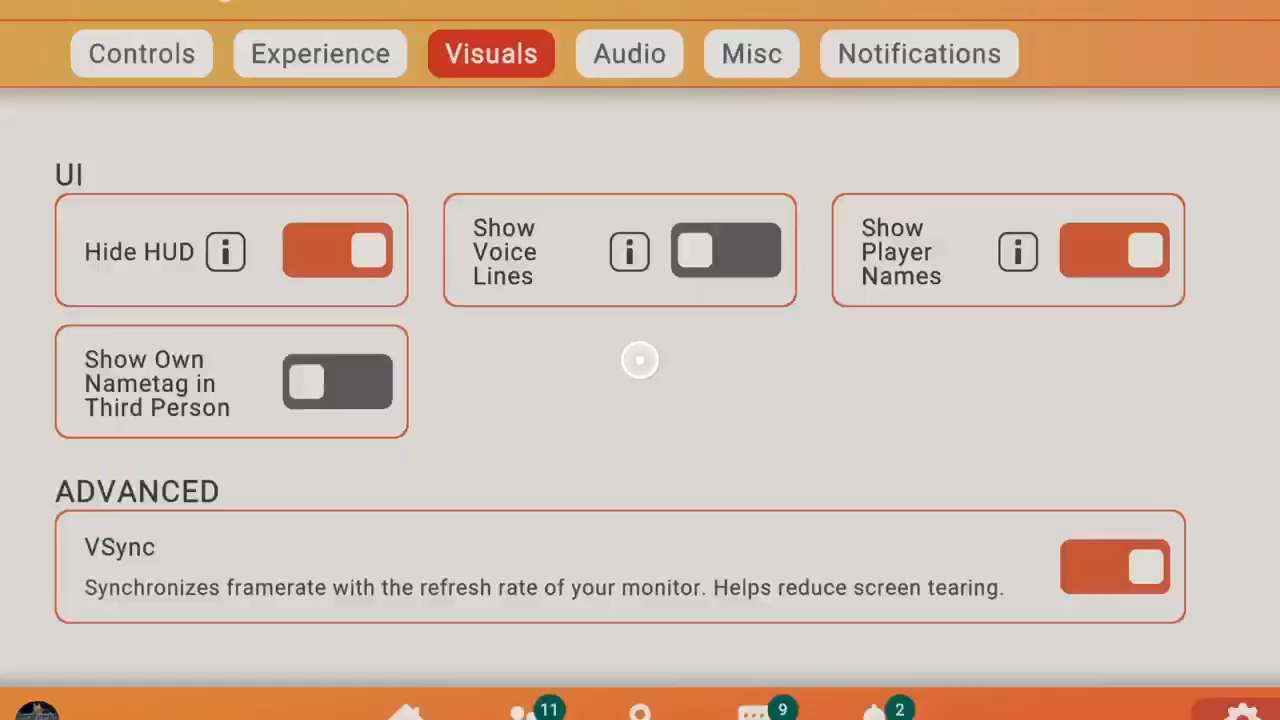 Controls
Experience
Visuals
Audio
Misc
Notifications
UI
Hide HUD
i
Show
Voice
Lines
i
Show
Player
Names
i
Show Own
Nametag in
Third Person
ADVANCED
VSync
Synchronizes framerate with the refresh rate of your monitor. Helps reduce screen tearing.
11
9
2